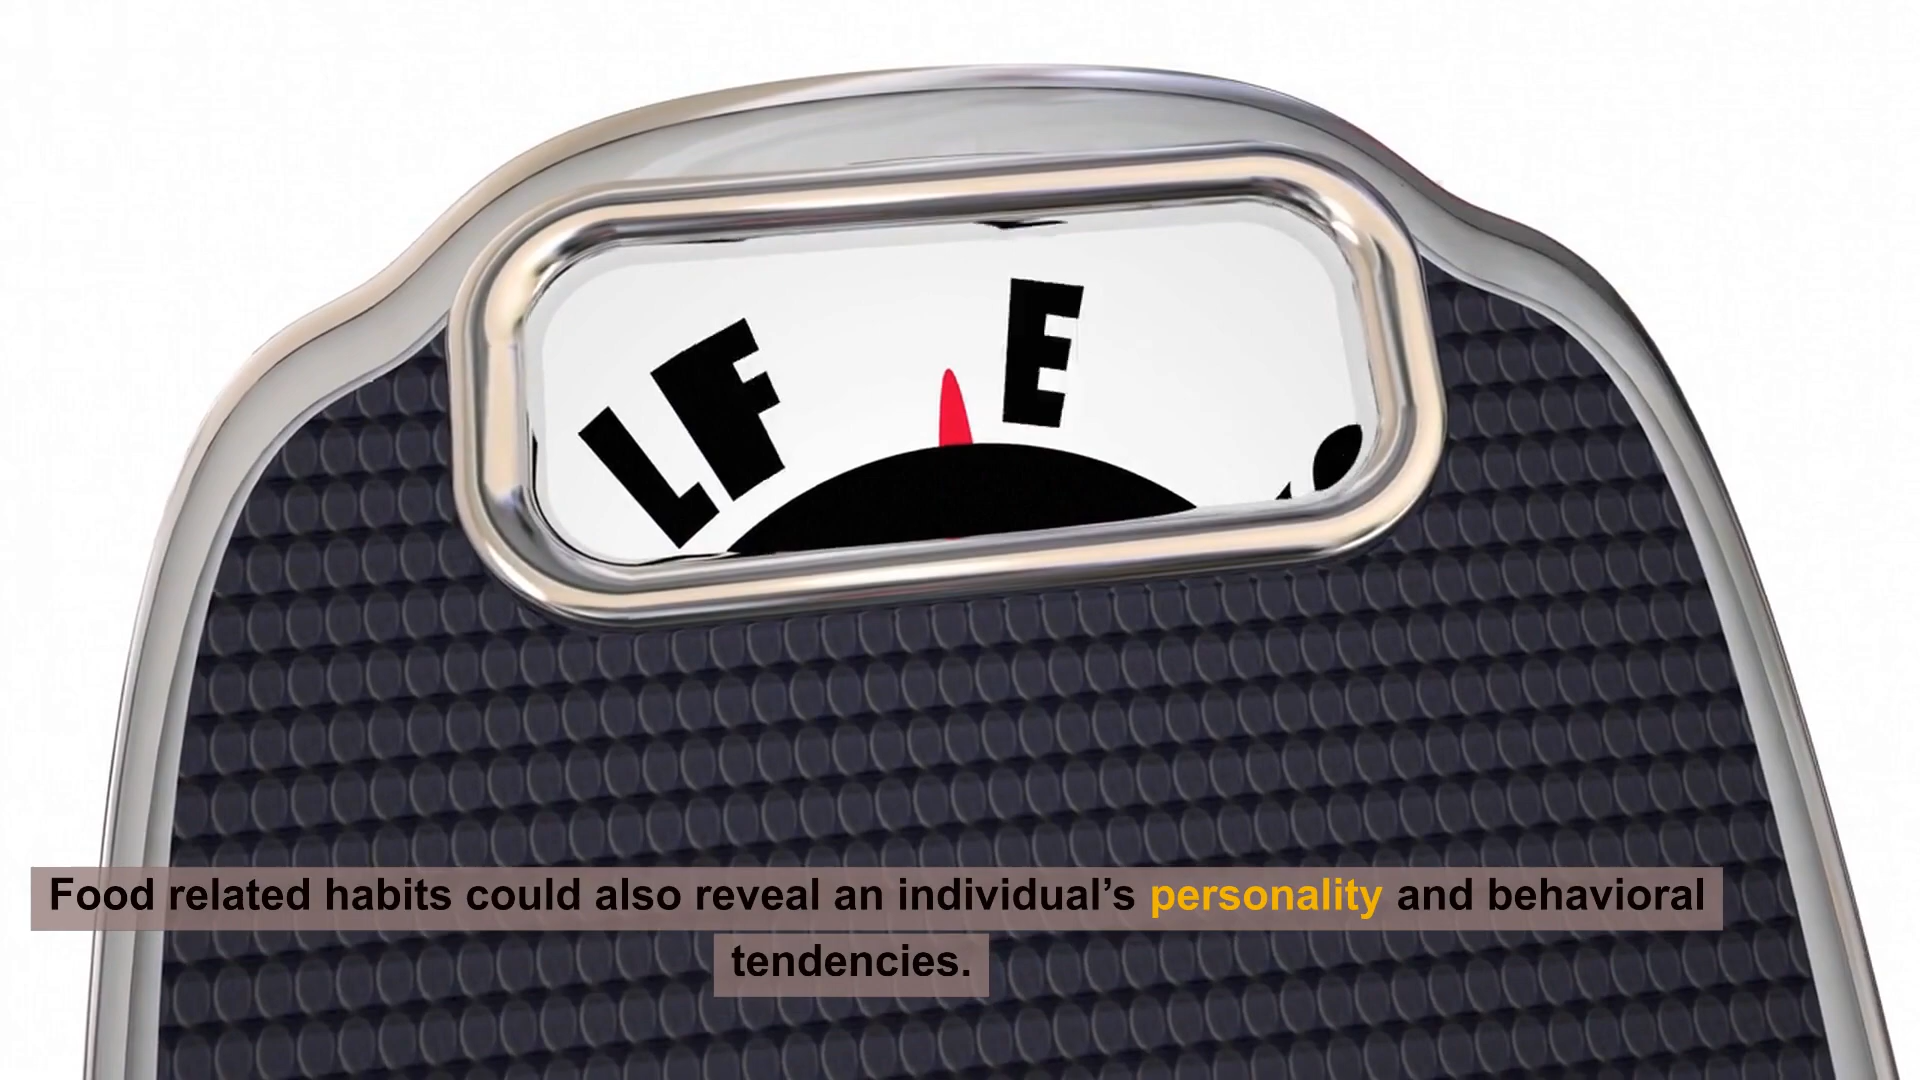 LF E
Food related habits could also reveal an individual’s personality and behavioral
tendencies.